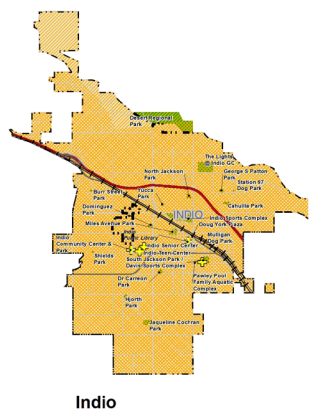 Desert Regional
Park
The Lights
@ Indio GC
North Jackson
Park
George S Patton
Park
Station 87
Dog Park
Burr Street
Park
Yucca
Park
Cahuilla Park
Dominguez
Park
INDIO
Indio Sports Complex
Miles Avenue Park
Doug York Plaza
Indio
Public Library
Mulligan
Dog Park
Indio
Community Center &
Park
Indio Senior Center
Indio Teen Center
Shields
Park
South Jackson Park /
Davis Sports Complex
Dr Carreon
Park
Pawley Pool
Family Aquatic
Complex
Hjorth
Park
Jaqueline Cochran
Park
Indio